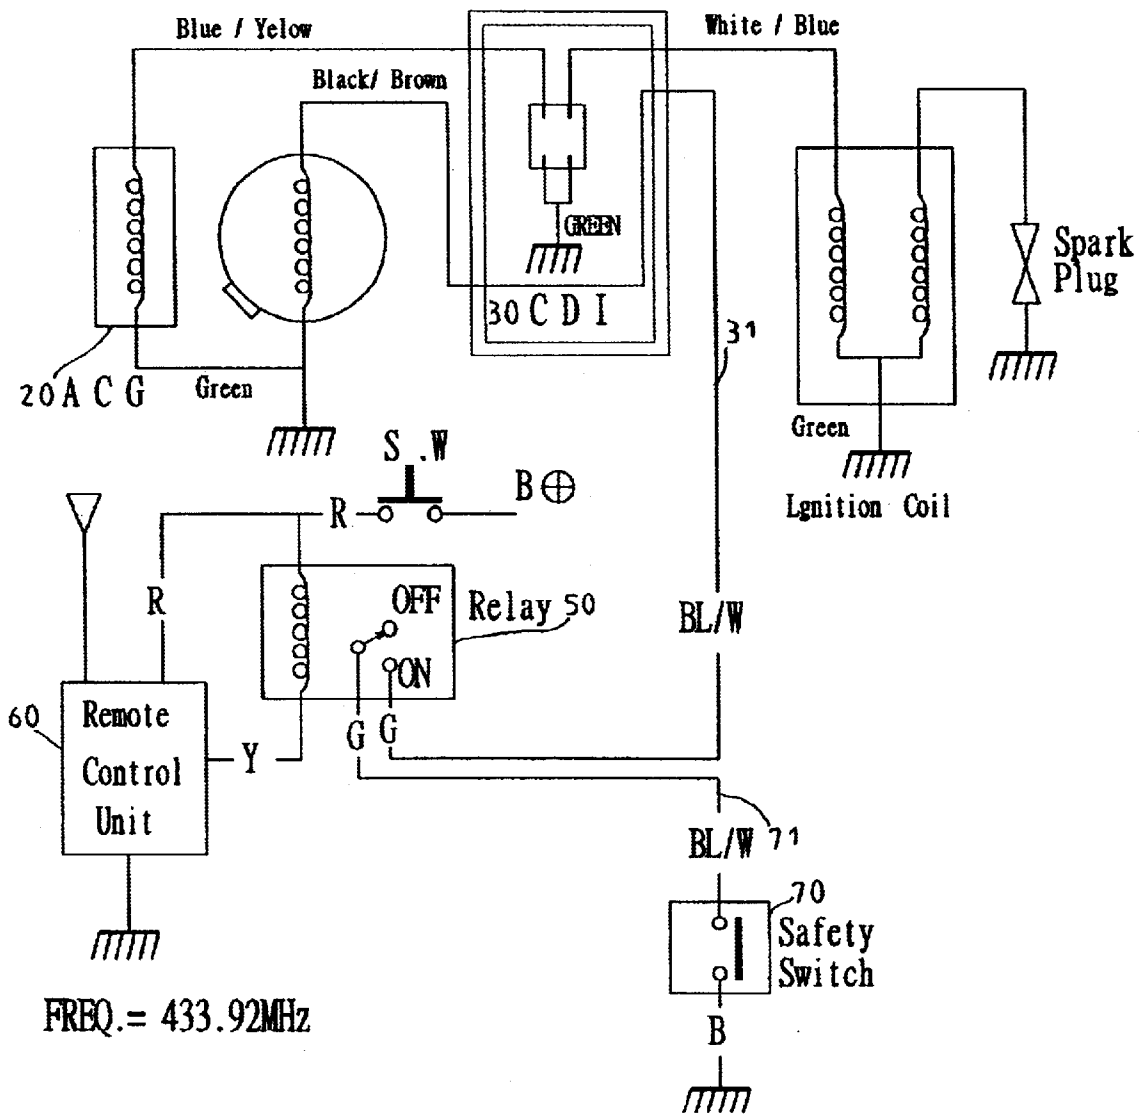 Blue / Yelow
White / Blue
Black/ Brown
GREEN
30 C D I
31
Spark
Plug
20 A C G
Green
Green
Lgnition Coil
S .W
R
B
R
OFF
ON
Relay 50
BL/W
60
Remote
Control
Unit
Y
G
G
BL/W
71
70
Safety
Switch
B
FREQ.= 433.92MHz